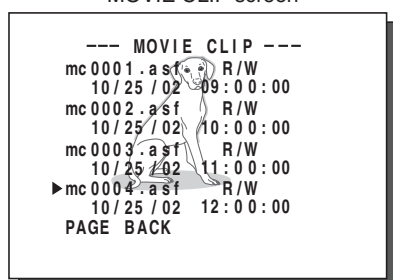 MOVIE CLIP screen
--- MOVIE CLIP ---
mc0001.asf R/W
10/25/02 09:00:00
mc0002.asf R/W
10/25/02 10:00:00
mc0003.asf R/W
10/25/02 11:00:00
▶mc0004.asf R/W
10/25/02 12:00:00
PAGE BACK